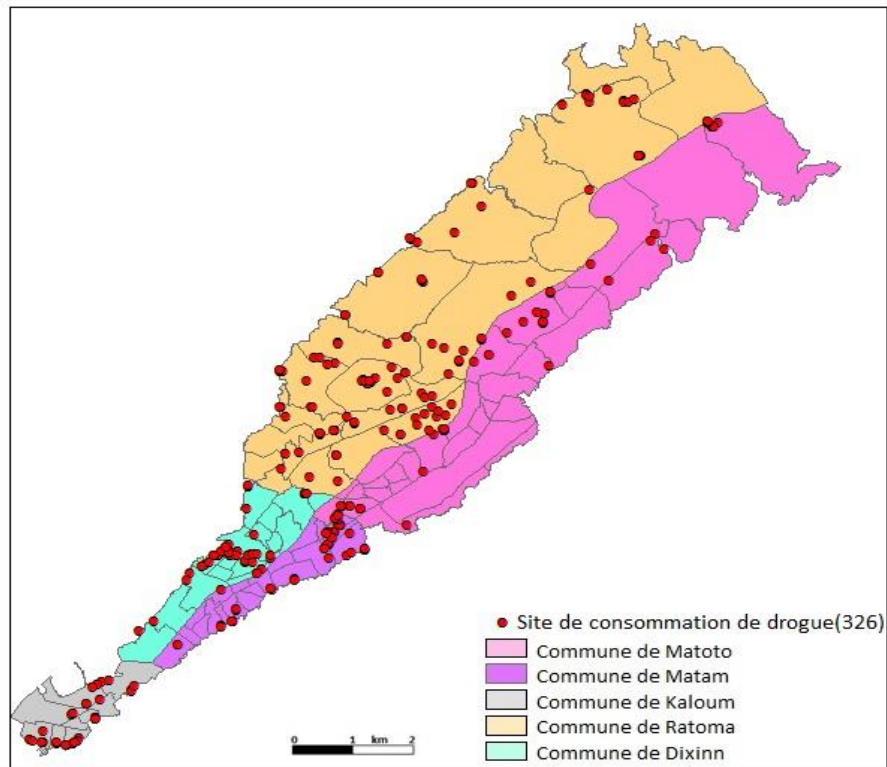 Site de consommation de drogue(326)
Commune de Matoto
Commune de Matam
Commune de Kaloum
Commune de Ratoma
Commune de Dixinn
0 1 km 2